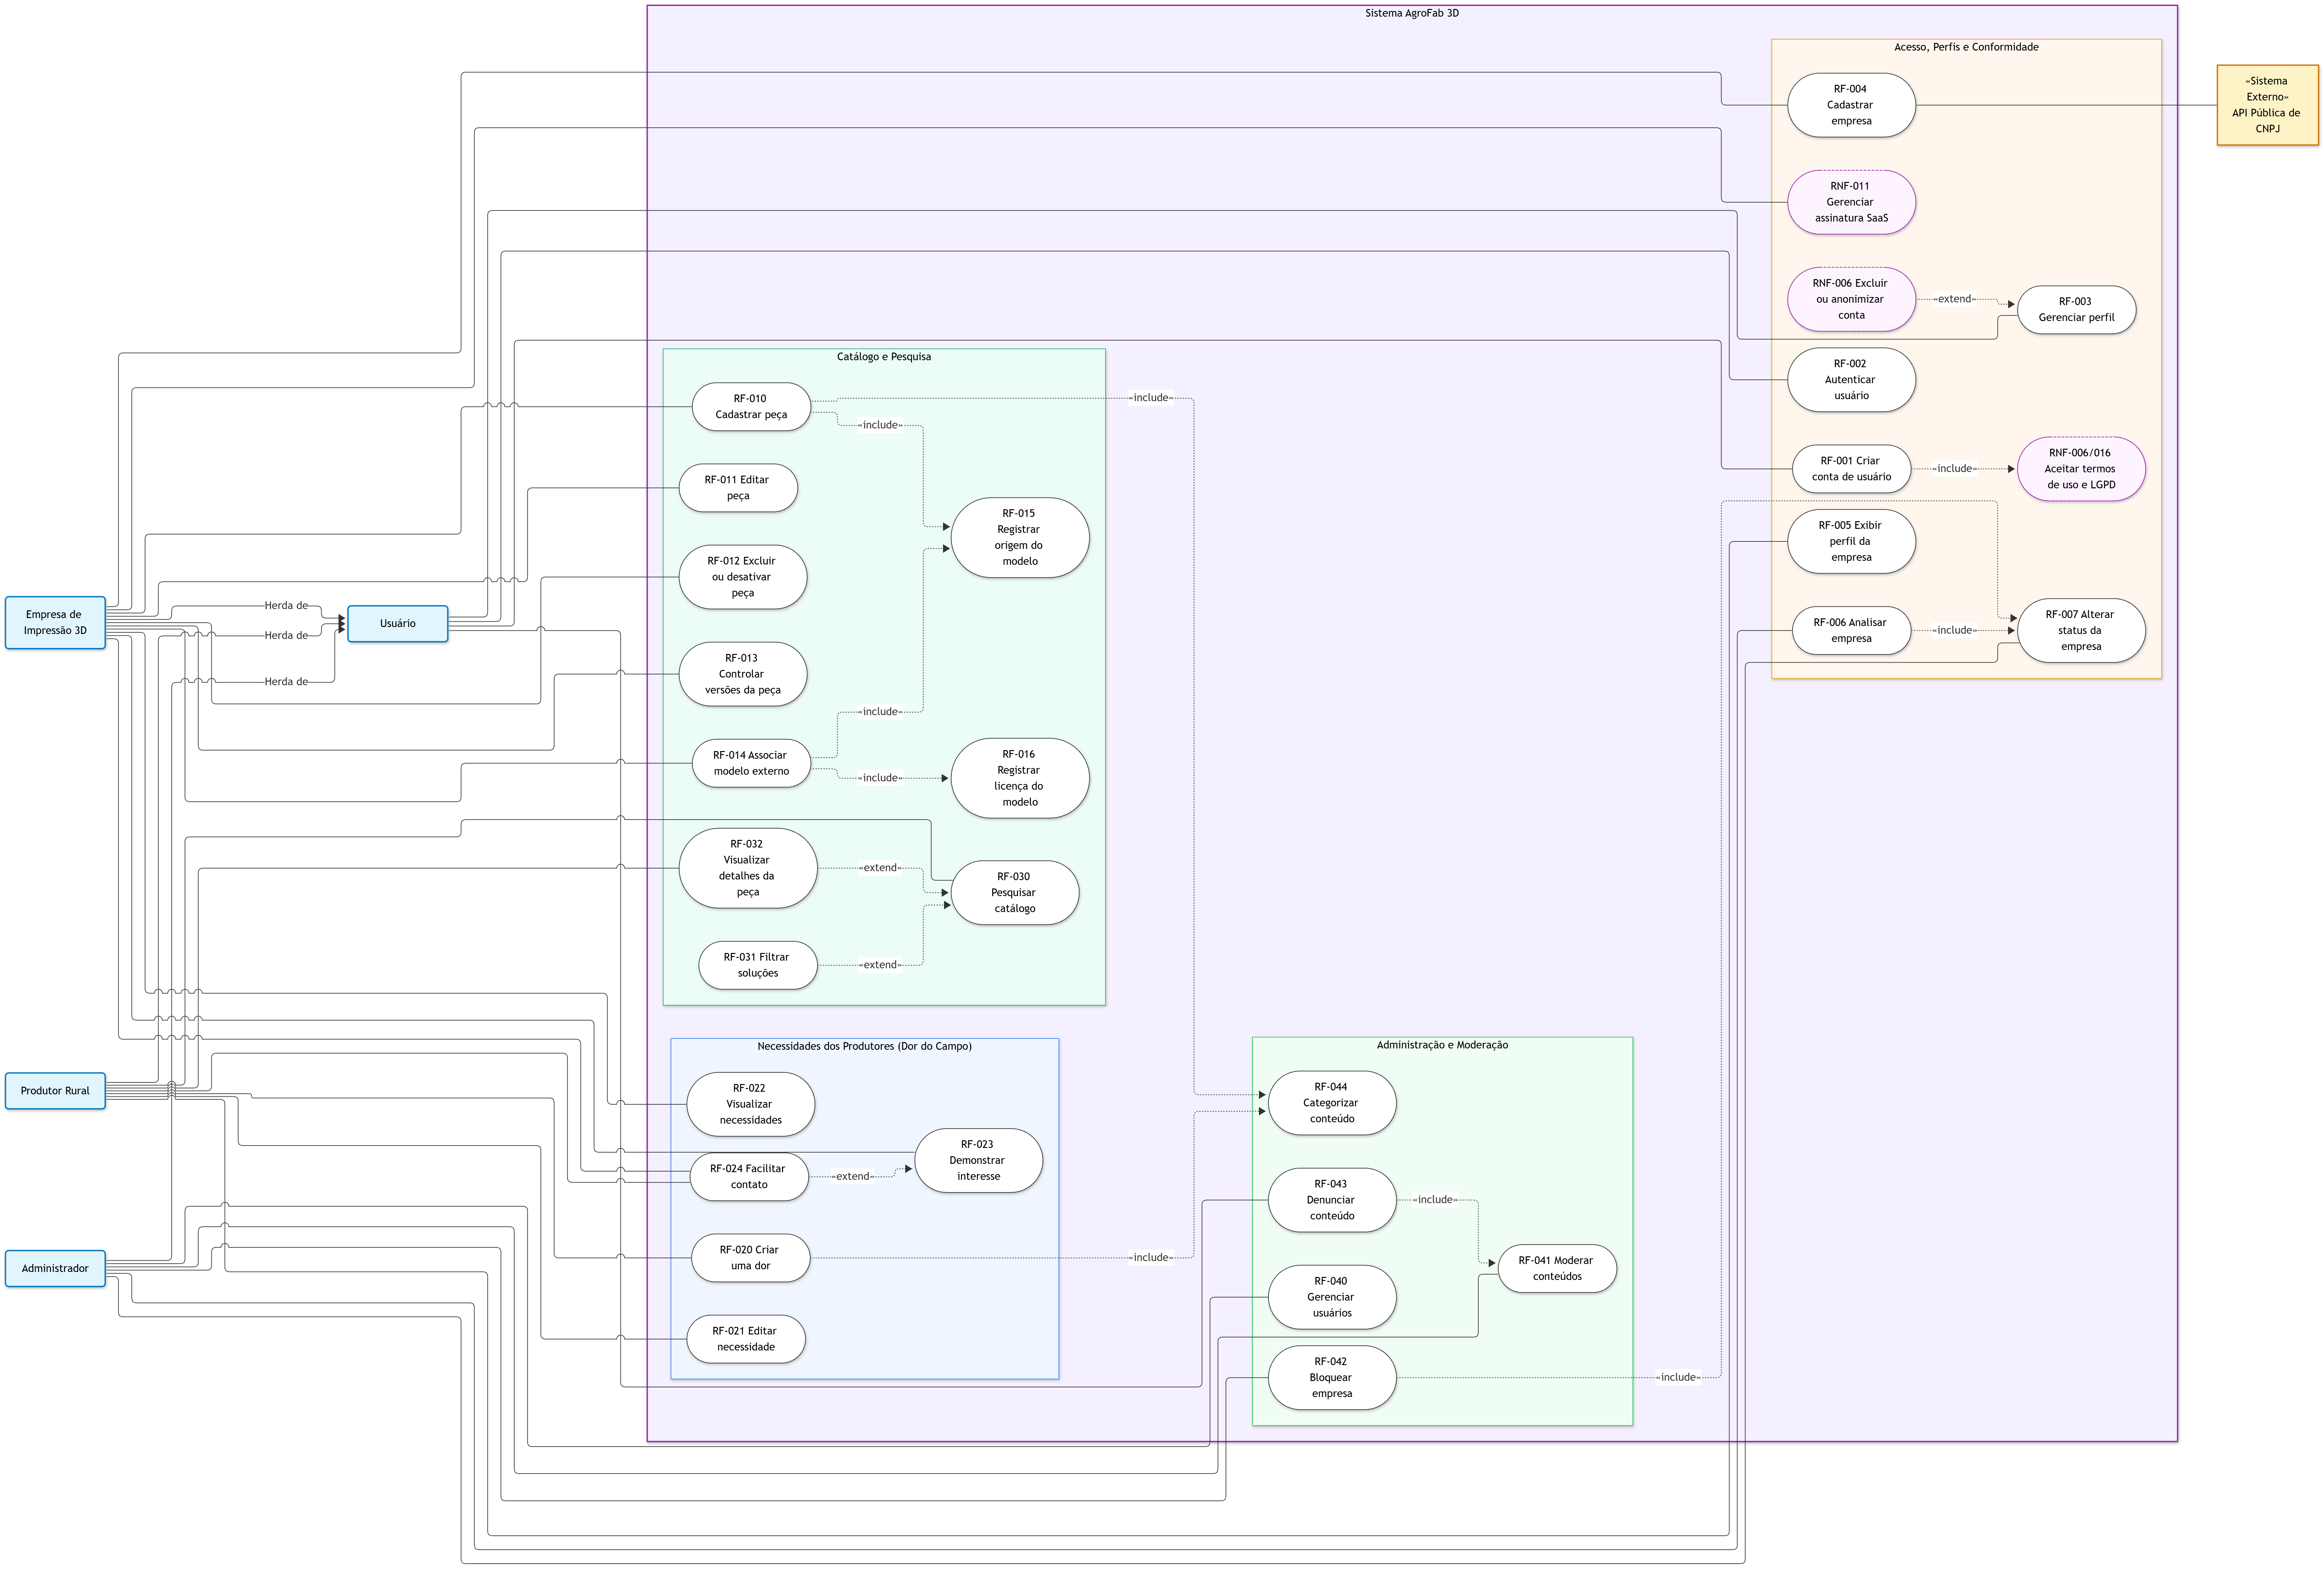 Sistema AgroFab 3D
Acesso, Perfis e Conformidade
RF-004
Cadastrar
empresa
«Sistema
Externo»
API Pública de
CNPJ
RNF-011
Gerenciar
assinatura SaaS
RNF-006 Excluir
ou anonimizar
conta
«extend»
RF-003
Gerenciar perfil
RF-002
Autenticar
usuário
RF-001 Criar
conta de usuário
«include»
RNF-006/016
Aceitar termos
de uso e LGPD
RF-005 Exibir
perfil da
empresa
RF-006 Analisar
empresa
«include»
RF-007 Alterar
status da
empresa
Catálogo e Pesquisa
RF-010
Cadastrar peça
«include»
«include»
RF-011 Editar
peça
RF-015
Registrar
origem do
modelo
RF-012 Excluir
ou desativar
peça
RF-013
Controlar
versões da peça
«include»
RF-014 Associar
modelo externo
«include»
RF-016
Registrar
licença do
modelo
RF-032
Visualizar
detalhes da
peça
«extend»
RF-030
Pesquisar
catálogo
RF-031 Filtrar
soluções
«extend»
Empresa de
Impressão 3D
Herda de
Herda de
Herda de
Usuário
Produtor Rural
Administrador
Necessidades dos Produtores (Dor do Campo)
RF-022
Visualizar
necessidades
RF-023
Demonstrar
interesse
RF-024 Facilitar
contato
«extend»
RF-020 Criar
uma dor
«include»
RF-021 Editar
necessidade
Administração e Moderação
RF-044
Categorizar
conteúdo
RF-043
Denunciar
conteúdo
«include»
RF-041 Moderar
conteúdos
RF-040
Gerenciar
usuários
RF-042
Bloquear
empresa
«include»